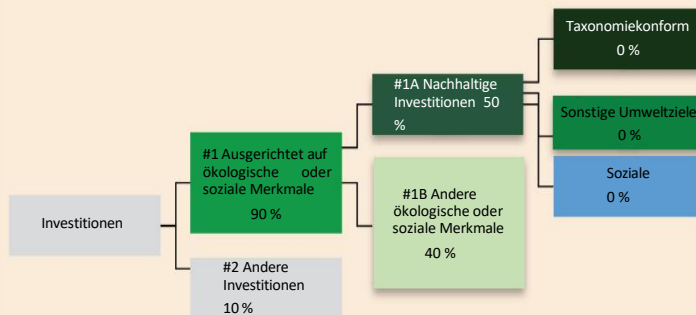 Investitionen
#1 Ausgerichtet auf
ökologische oder
soziale Merkmale
90 %
#2 Andere
Investitionen
10 %
#1A Nachhaltige
Investitionen 50
%
#1B Andere
ökologische oder
soziale Merkmale
40 %
Taxonomiekonform
0 %
Sonstige Umweltziele
0 %
Soziale
0 %